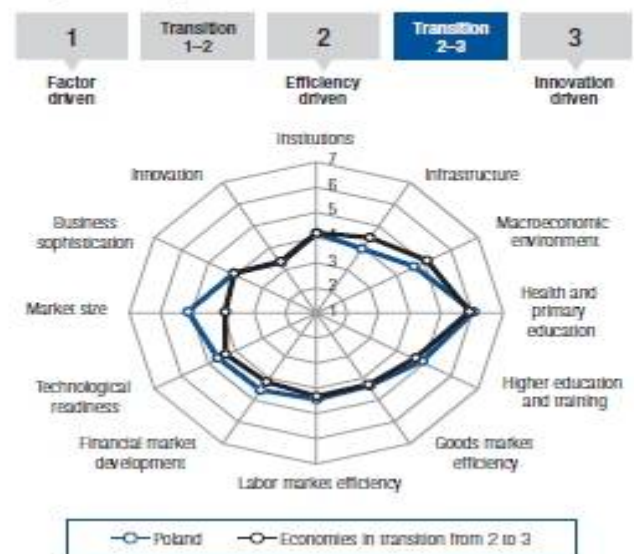 1
Transition
1–2
2
Transition
2–3
3
Factor
driven
Efficiency
driven
Innovation
driven
Institutions
Infrastructure
Macroeconomic
environment
Health and
primary
education
Higher education
and training
Goods market
efficiency
Labor market efficiency
Financial market
development
Technological
readiness
Market size
Business
sophistication
Innovation
7
6
5
4
3
2
1
Poland
Economies in transition from 2 to 3